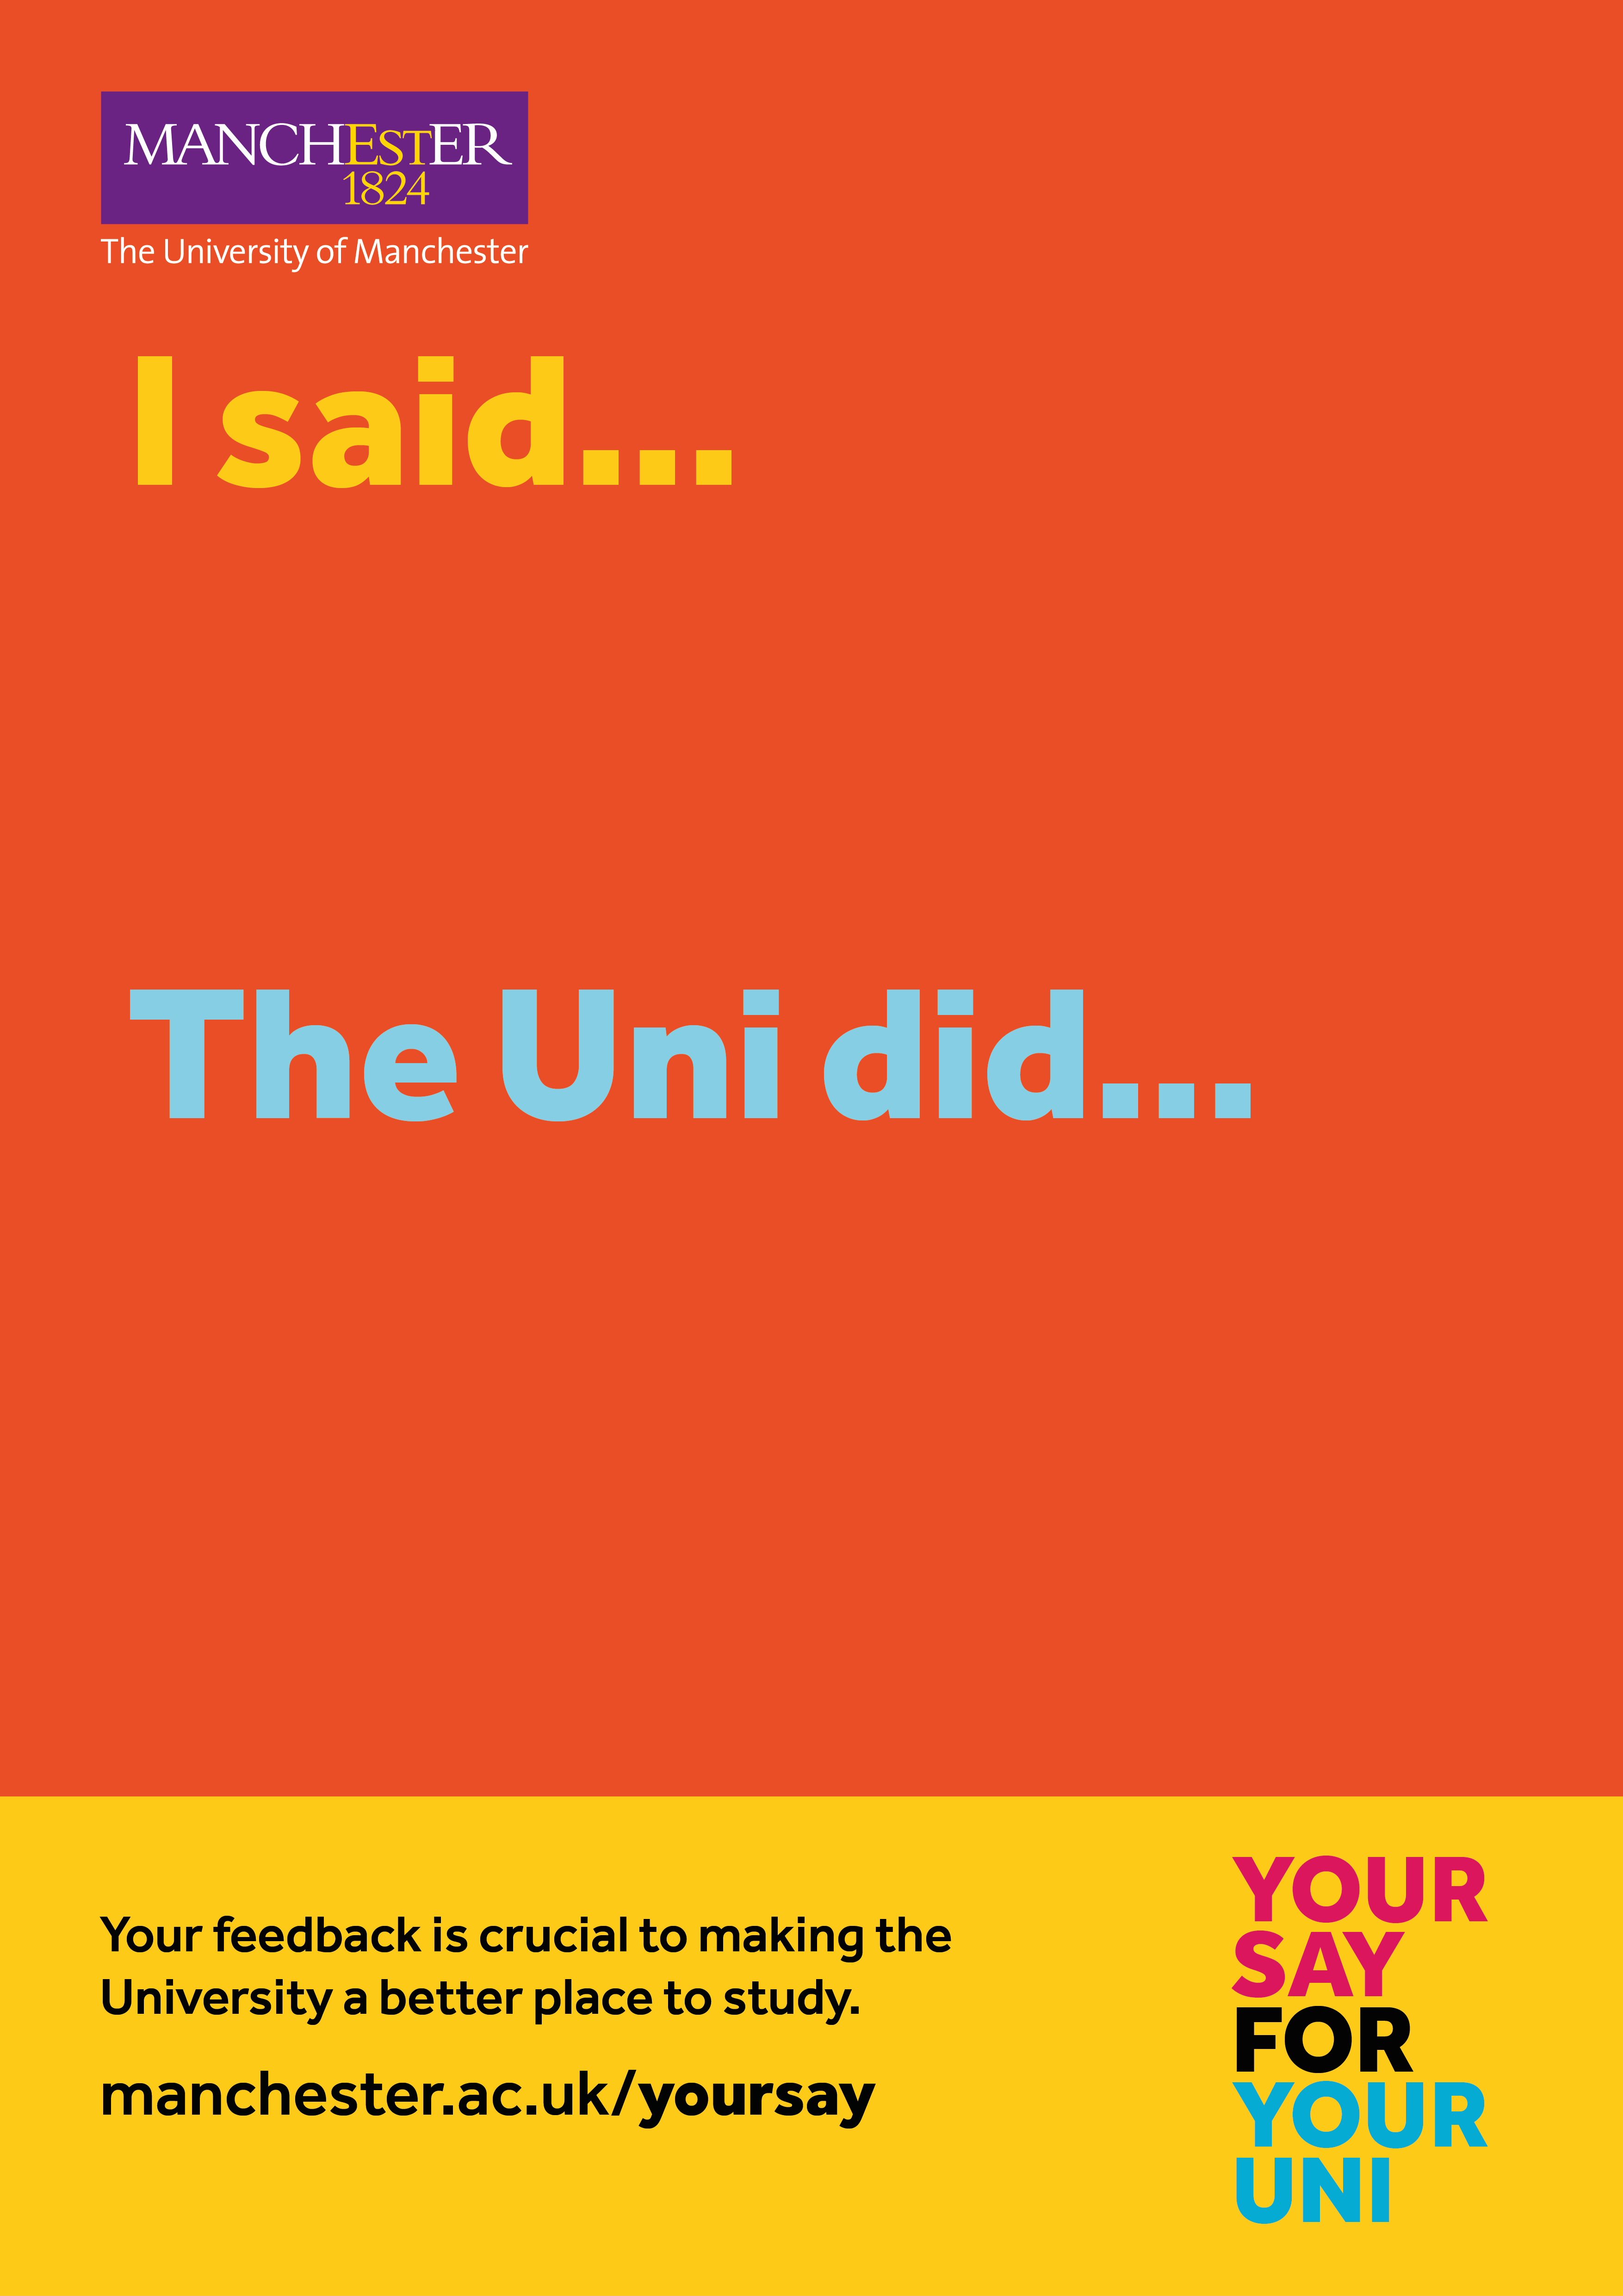 MANCHESTER
1824
The University of Manchester
I said...
The Uni did...
Your feedback is crucial to making the
University a better place to study.
manchester.ac.uk/yoursay
YOUR
SAY
FOR
YOUR
UNI